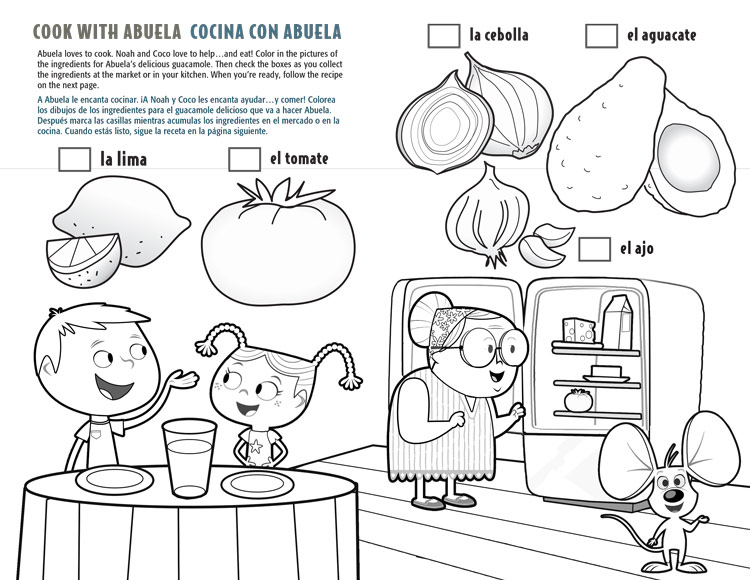 COOK WITH ABUELA COCINA CON ABUELA
Abuela loves to cook. Noah and Coco love to help…and eat! Color in the pictures of
the ingredients for Abuela's delicious guacamole. Then check the boxes as you collect
the ingredients at the market or in your kitchen. When you're ready, follow the recipe
on the next page.
A Abuela le encanta cocinar. ¡A Noah y Coco les encanta ayudar…y comer! Colorea
los dibujos de los ingredientes para el guacamole delicioso que va a hacer Abuela.
Después marca las casillas mientras acumulas los ingredientes en el mercado o en la
cocina. Cuando estás listo, sigue la receta en la página siguiente.
la cebolla
el aguacate
la lima
el tomate
el ajo